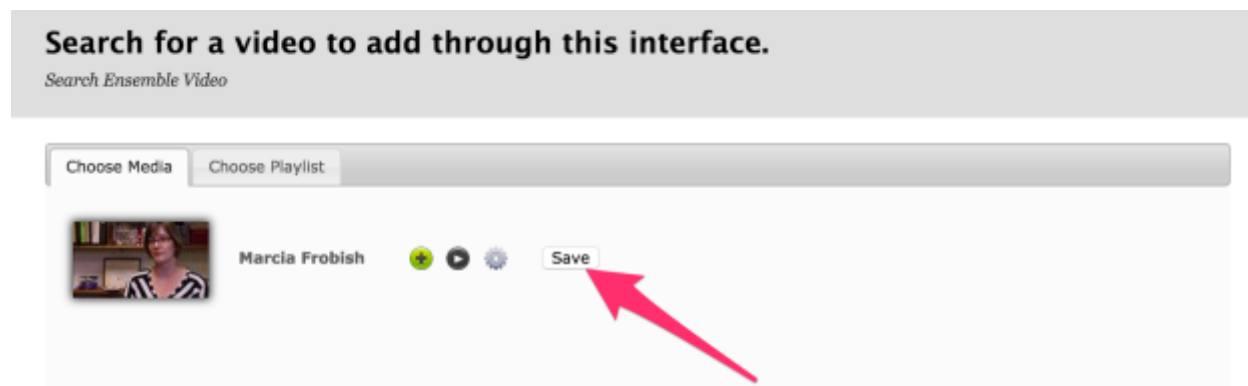 Search for a video to add through this interface.
Search Ensemble Video
Choose Media Choose Playlist
Marcia Frobish Save